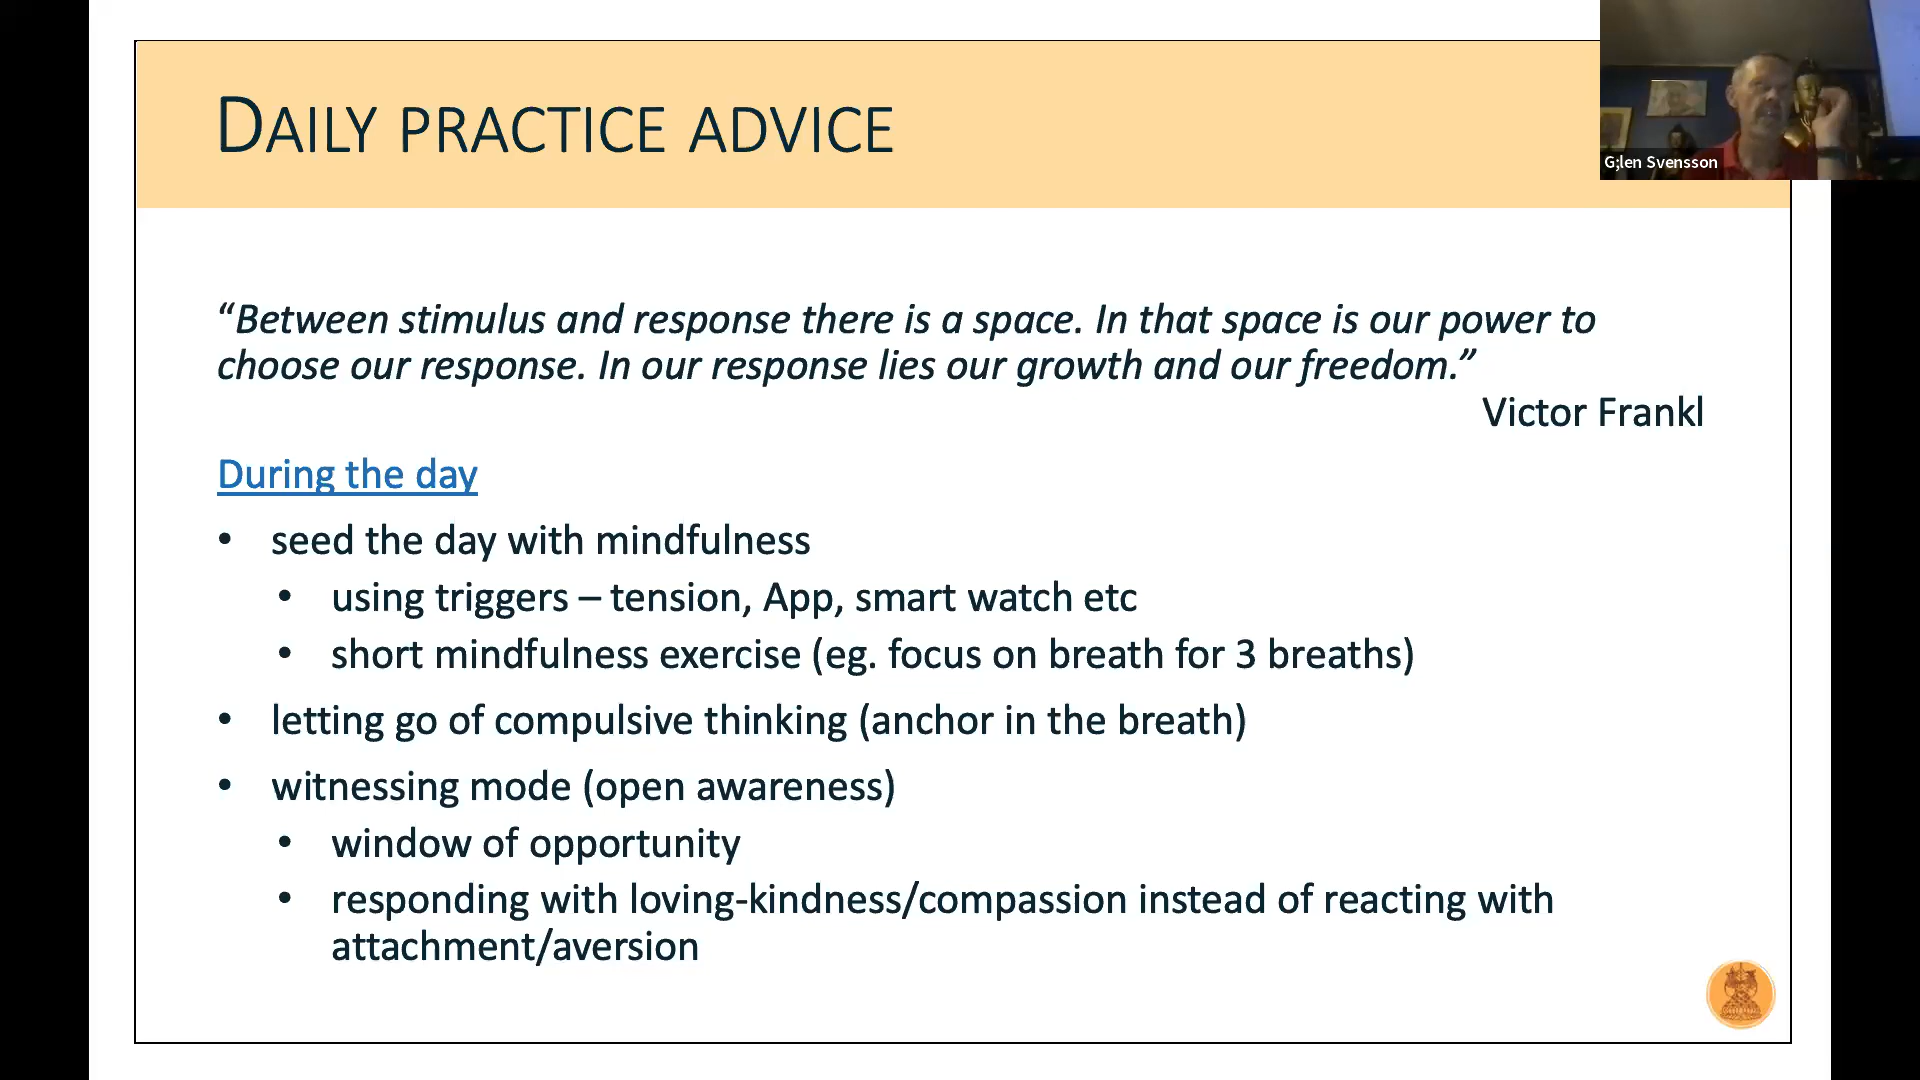 DAILY PRACTICE ADVICE
G;len Svensson
“Between stimulus and response there is a space. In that space is our power to
choose our response. In our response lies our growth and our freedom.”
Victor Frankl
During the day
• seed the day with mindfulness
• using triggers – tension, App, smart watch etc
• short mindfulness exercise (eg. focus on breath for 3 breaths)
• letting go of compulsive thinking (anchor in the breath)
• witnessing mode (open awareness)
• window of opportunity
• responding with loving-kindness/compassion instead of reacting with
attachment/aversion